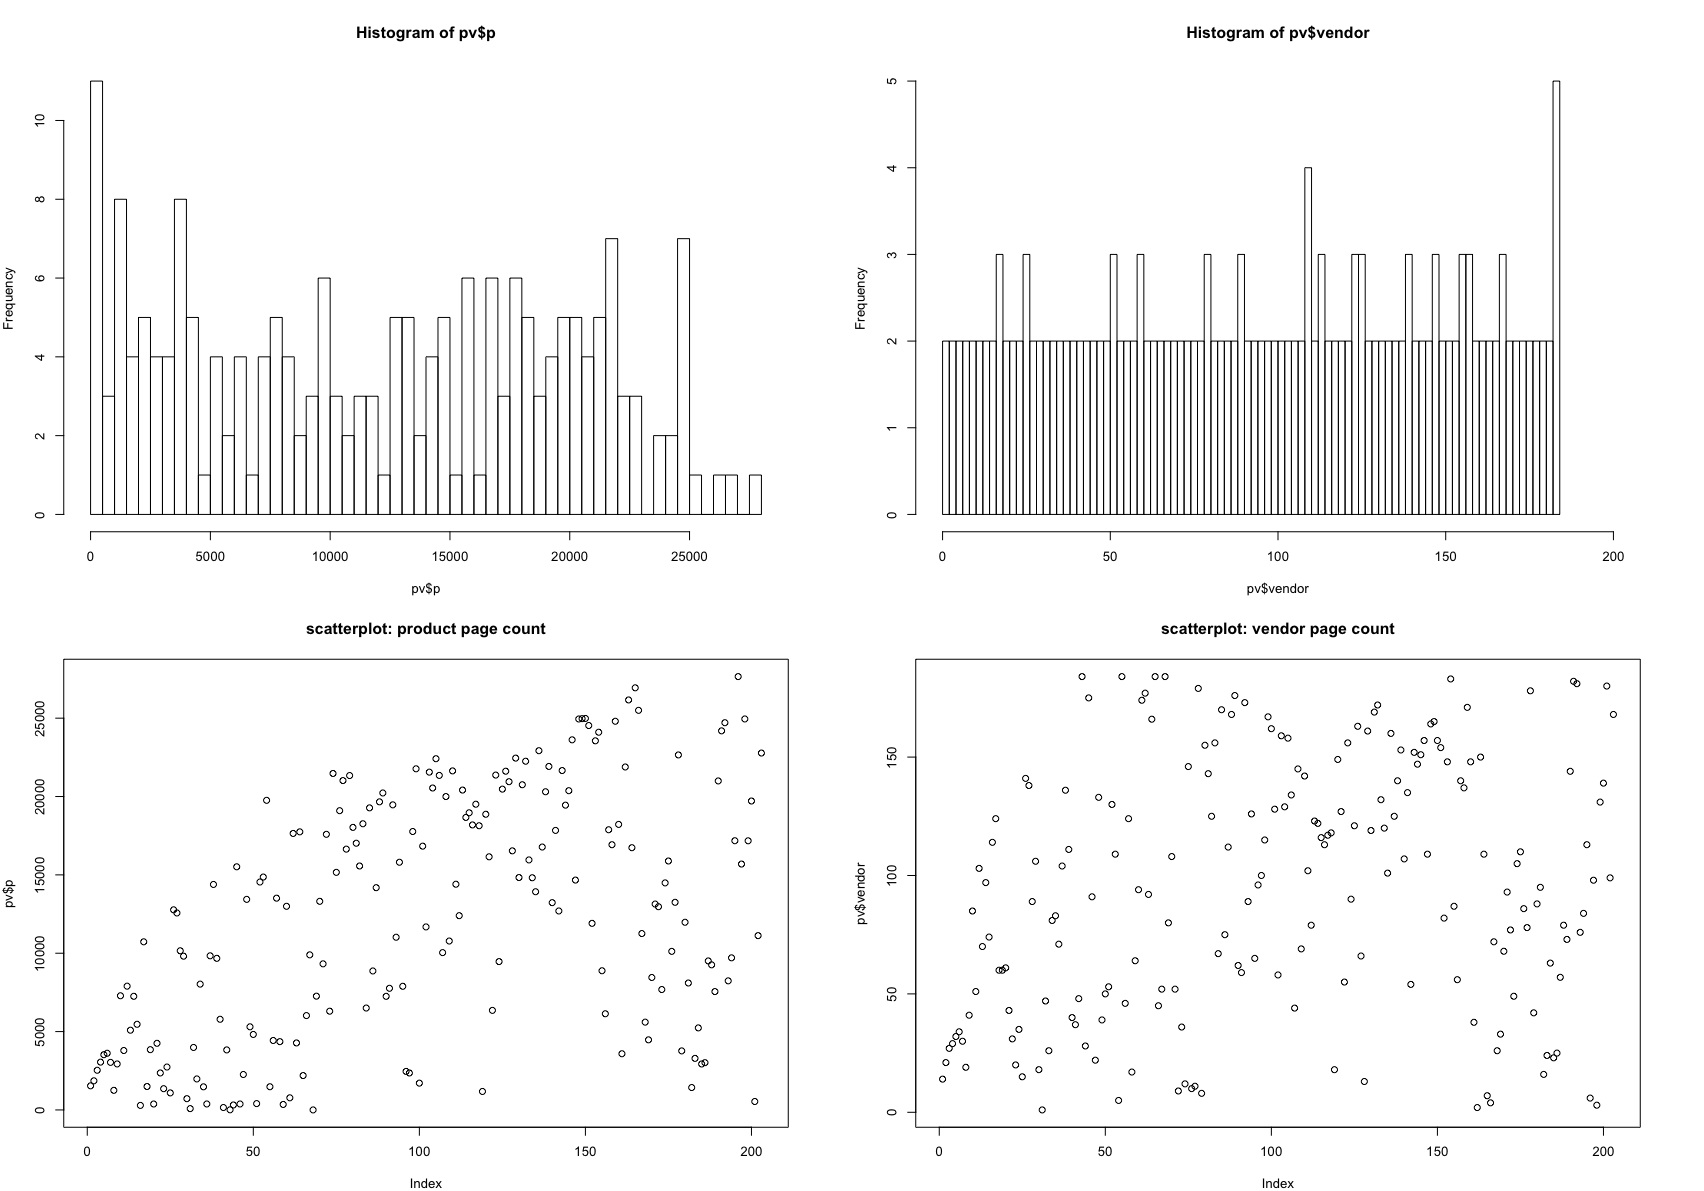 Histogram of pv$p
Frequency
0 2 4 6 8 10
0 5000 10000 15000 20000 25000
pv$p
Histogram of pv$vendor
Frequency
0 1 2 3 4 5
0 50 100 150 200
pv$vendor
scatterplot: product page count
pv$p
0 5000 10000 15000 20000 25000
0 50 100 150 200
Index
scatterplot: vendor page count
pv$vendor
0 50 100 150
0 50 100 150 200
Index